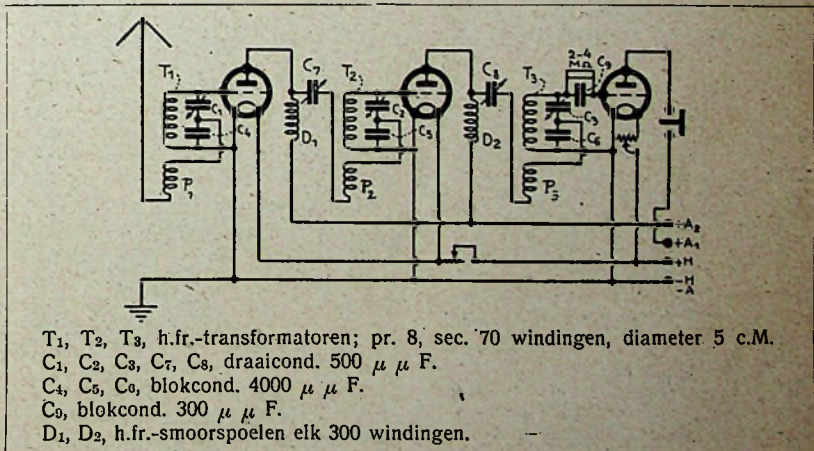 2-4
MΩ
T₁ C₇ T₂ C₈ T₃ C₉
C₁ C₂ C₃
C₄ C₅ C₆
D₁ D₂
P₁ P₂ P₃
+A₂
+A₁
+H
-H
-A
T₁, T₂, T₃, h.fr.-transformatoren; pr. 8, sec. 70 windingen, diameter 5 c.M.
C₁, C₂, C₃, C₇, C₈, draaicond. 500 μ μ F.
C₄, C₅, C₆, blokcond. 4000 μ μ F.
C₉, blokcond. 300 μ μ F.
D₁, D₂, h.fr.-smoorspoelen elk 300 windingen.